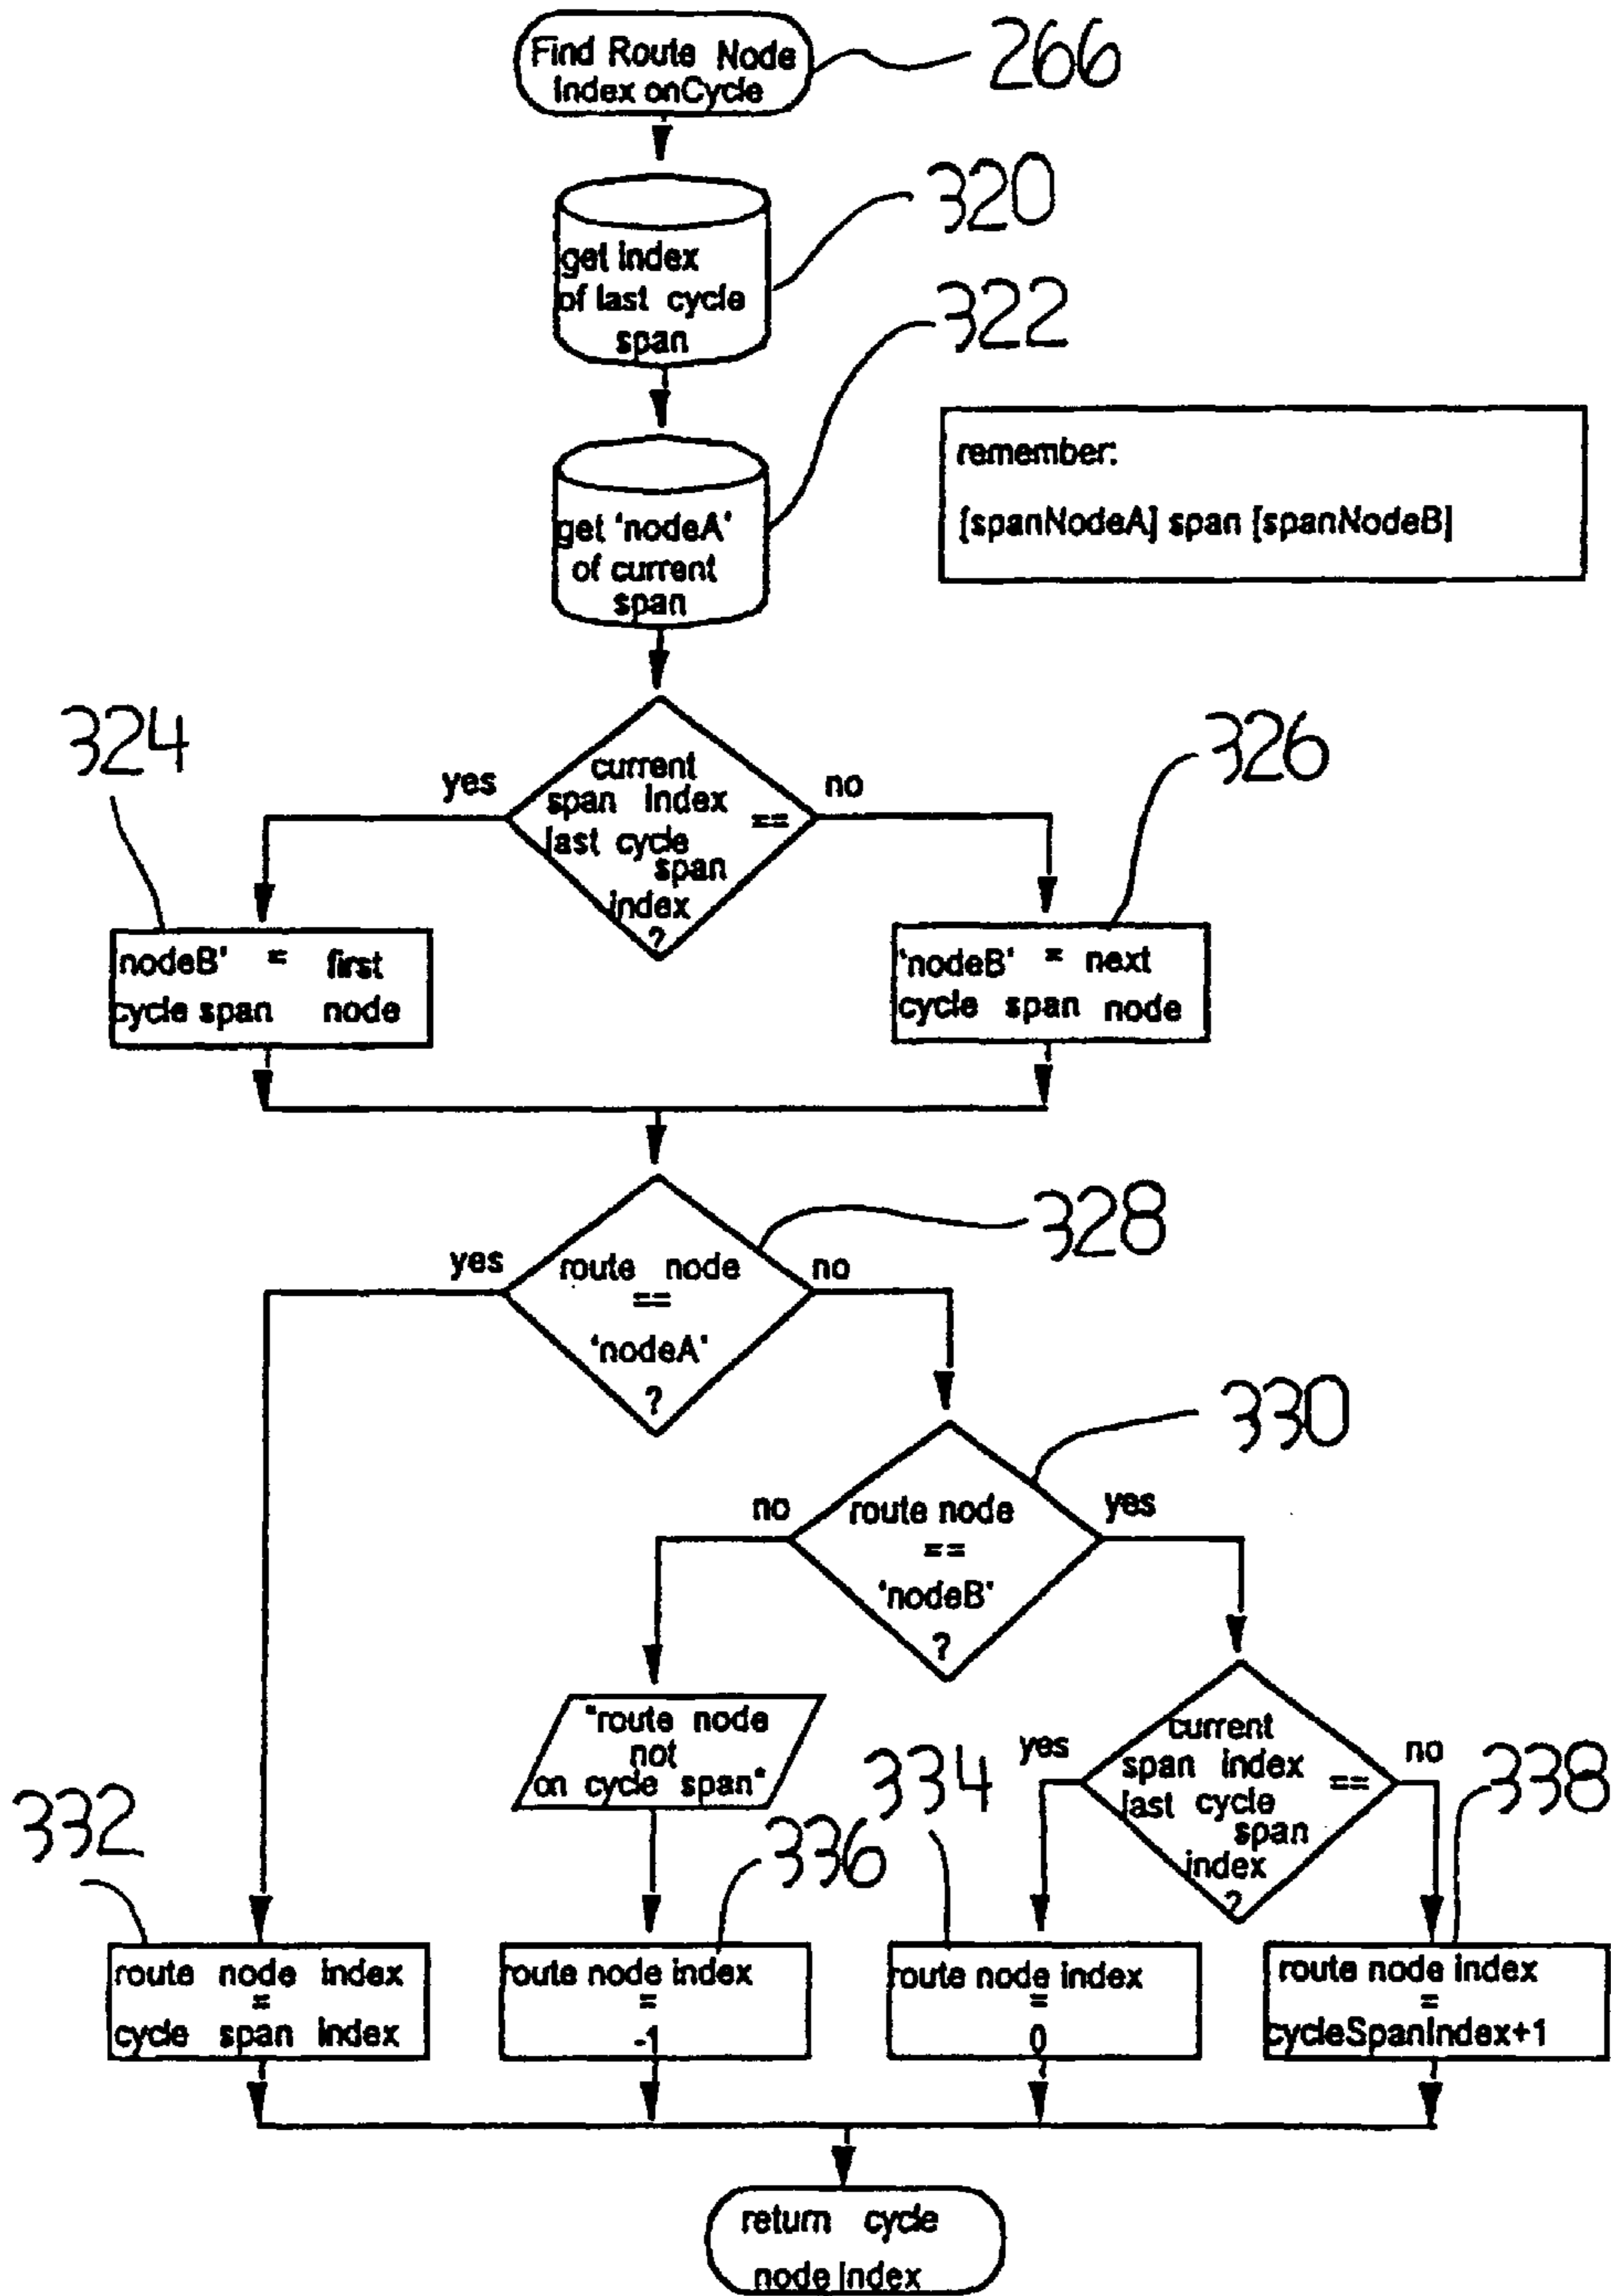 Find Route Node
Index onCycle
266
320
get index
of last cycle
span
322
remember:
[spanNodeA] span [spanNodeB]
get 'nodeA'
of current
span
324
326
yes
current
span index ==
last cycle
span
index
?
no
'nodeB' = first
cycle span node
'nodeB' = next
cycle span node
328
yes
route node
==
'nodeA'
?
no
330
no
route node
==
'nodeB'
?
yes
"route node
not
on cycle span"
yes
current
span index ==
last cycle
span
index
?
no
332
336
334
338
route node index
=
cycle span index
route node index
=
-1
route node index
=
0
route node index
=
cycleSpanIndex+1
return cycle
node index